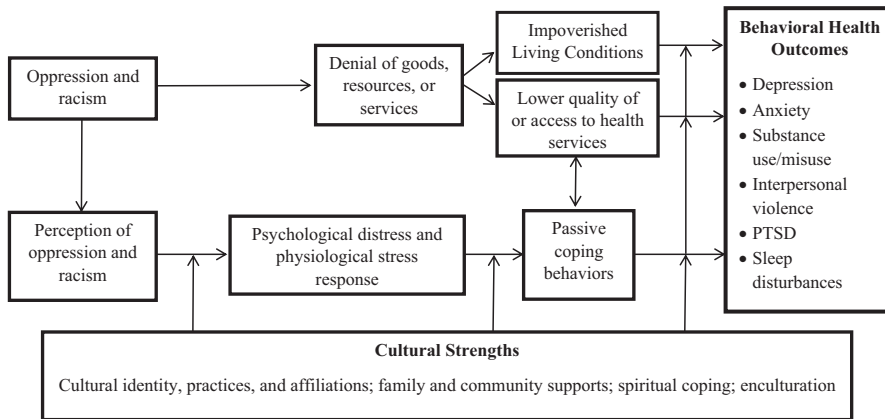 Oppression and
racism
Denial of goods,
resources, or
services
Impoverished
Living Conditions
Lower quality of
or access to health
services
Perception of
oppression and
racism
Psychological distress and
physiological stress
response
Passive
coping
behaviors
Behavioral Health
Outcomes
• Depression
• Anxiety
• Substance
use/misuse
• Interpersonal
violence
• PTSD
• Sleep
disturbances
Cultural Strengths
Cultural identity, practices, and affiliations; family and community supports; spiritual coping; enculturation